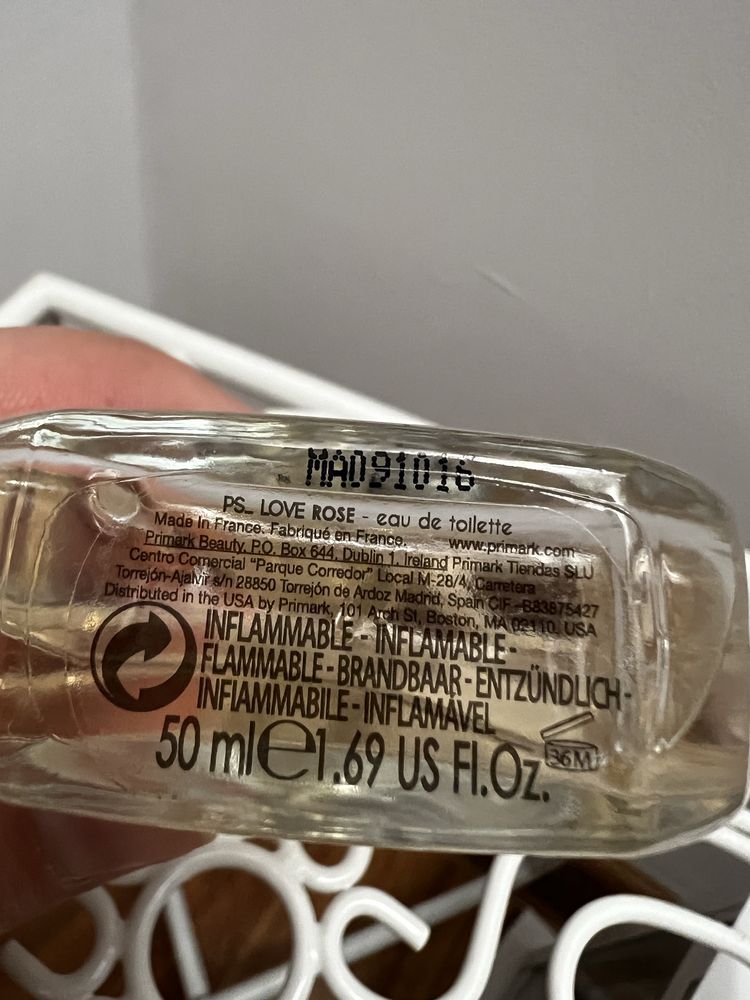 MA091016
PS... LOVE ROSE - eau de toilette
Made in France. Fabriqué en France. www.primark.com
Primark Beauty, P.O. Box 644, Dublin 1, Ireland Primark Tiendas SLU
Centro Comercial "Parque Corredor" Local M-28/4, Carretera
Torrejón-Ajalvir s/n 28850 Torrejón de Ardoz Madrid, Spain CIF - B83875427
Distributed in the USA by Primark, 101 Arch St, Boston, MA 02110, USA
INFLAMMABLE - INFLAMABLE -
FLAMMABLE - BRANDBAAR - ENTZÜNDLICH -
INFIAMMABILE - INFLAMÁVEL
50 ml e 1.69 US Fl.Oz.
36M